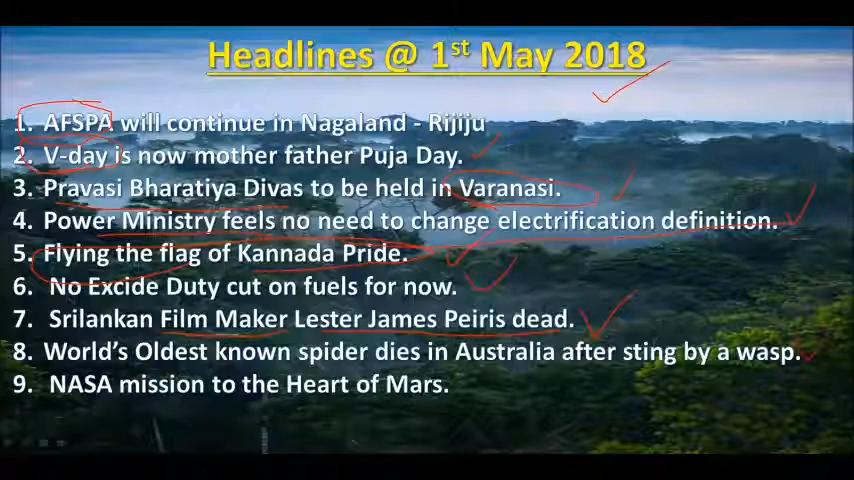 Headlines @ 1st May 2018
1. AFSPA will continue in Nagaland - Rijiju
2. V-day is now mother father Puja Day.
3. Pravasi Bharatiya Divas to be held in Varanasi.
4. Power Ministry feels no need to change electrification definition.
5. Flying the flag of Kannada Pride.
6. No Excide Duty cut on fuels for now.
7. Srilankan Film Maker Lester James Peiris dead.
8. World's Oldest known spider dies in Australia after sting by a wasp.
9. NASA mission to the Heart of Mars.